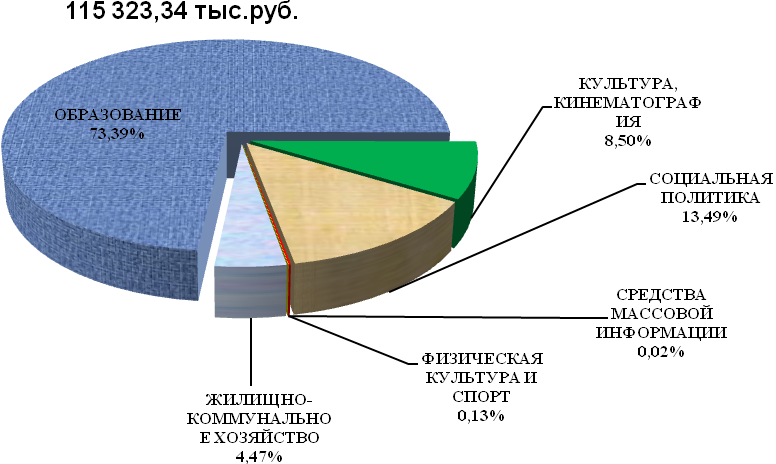 115 323,34 тыс.руб.
ОБРАЗОВАНИЕ
73,39%
КУЛЬТУРА,
КИНЕМАТОГРАФ
ИЯ
8,50%
СОЦИАЛЬНАЯ
ПОЛИТИКА
13,49%
СРЕДСТВА
МАССОВОЙ
ИНФОРМАЦИИ
0,02%
ФИЗИЧЕСКАЯ
КУЛЬТУРА И
СПОРТ
0,13%
ЖИЛИЩНО-
КОММУНАЛЬНО
Е ХОЗЯЙСТВО
4,47%